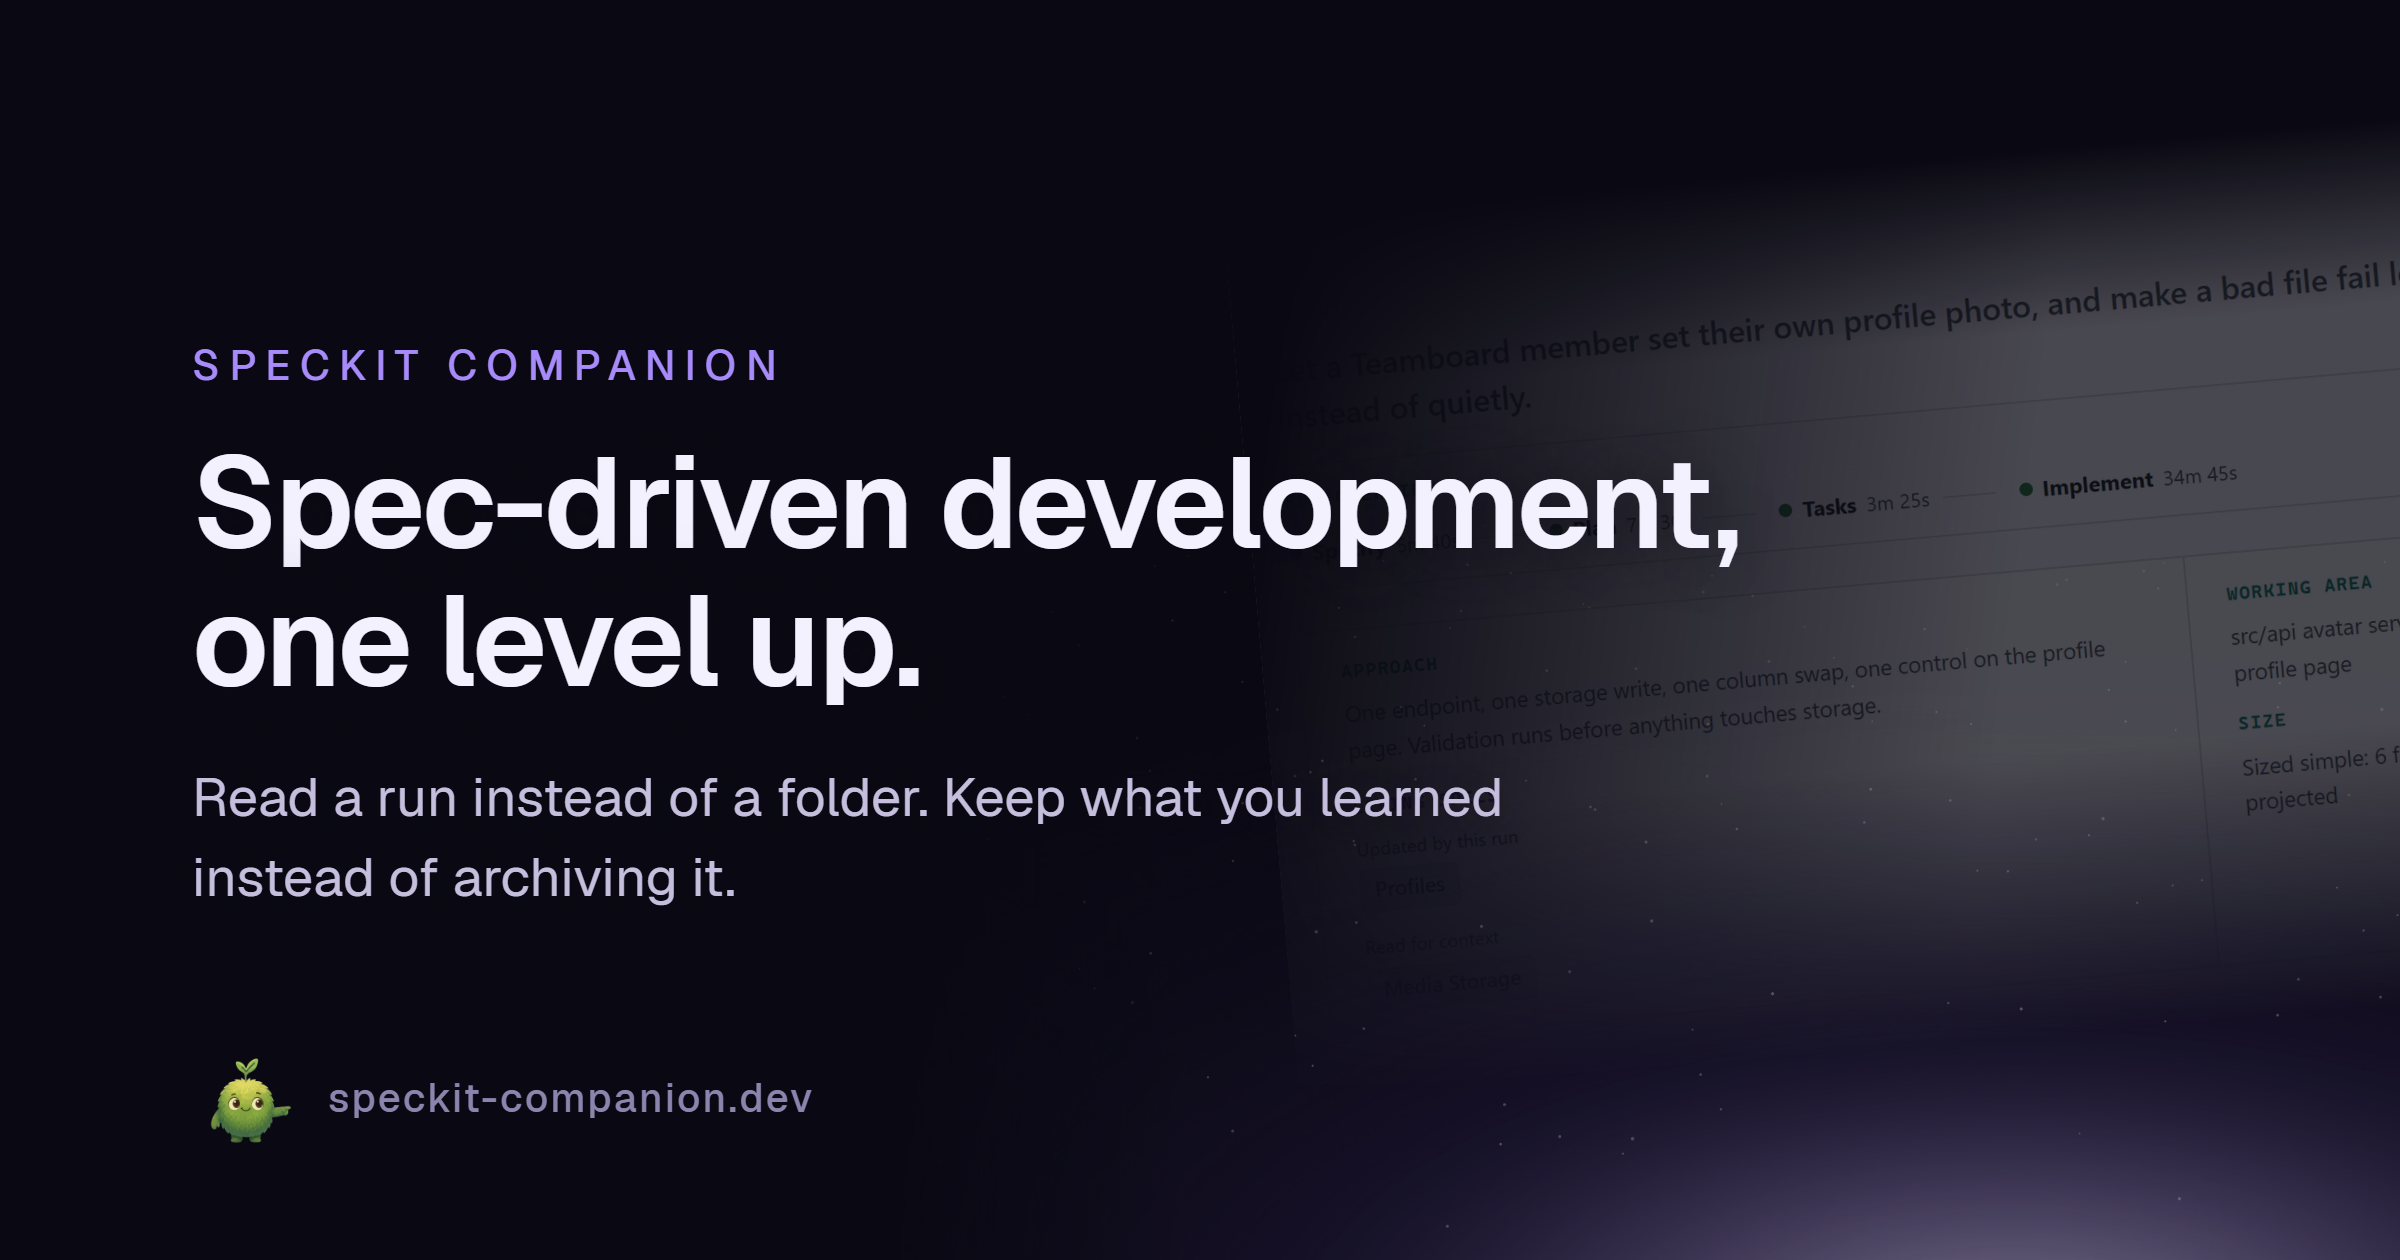 SPECKIT COMPANION
Spec-driven development,
one level up.
Read a run instead of a folder. Keep what you learned
instead of archiving it.
speckit-companion.dev
a Teamboard member set their own profile photo, and make a bad file fail
instead of quietly.
Tasks 3m 25s
Implement 34m 45s
APPROACH
One endpoint, one storage write, one column swap, one control on the profile
page. Validation runs before anything touches storage.
Updated by this run
Profiles
Read for context
Media Storage
WORKING AREA
src/api avatar
profile page
SIZE
Sized simple: 6
projected